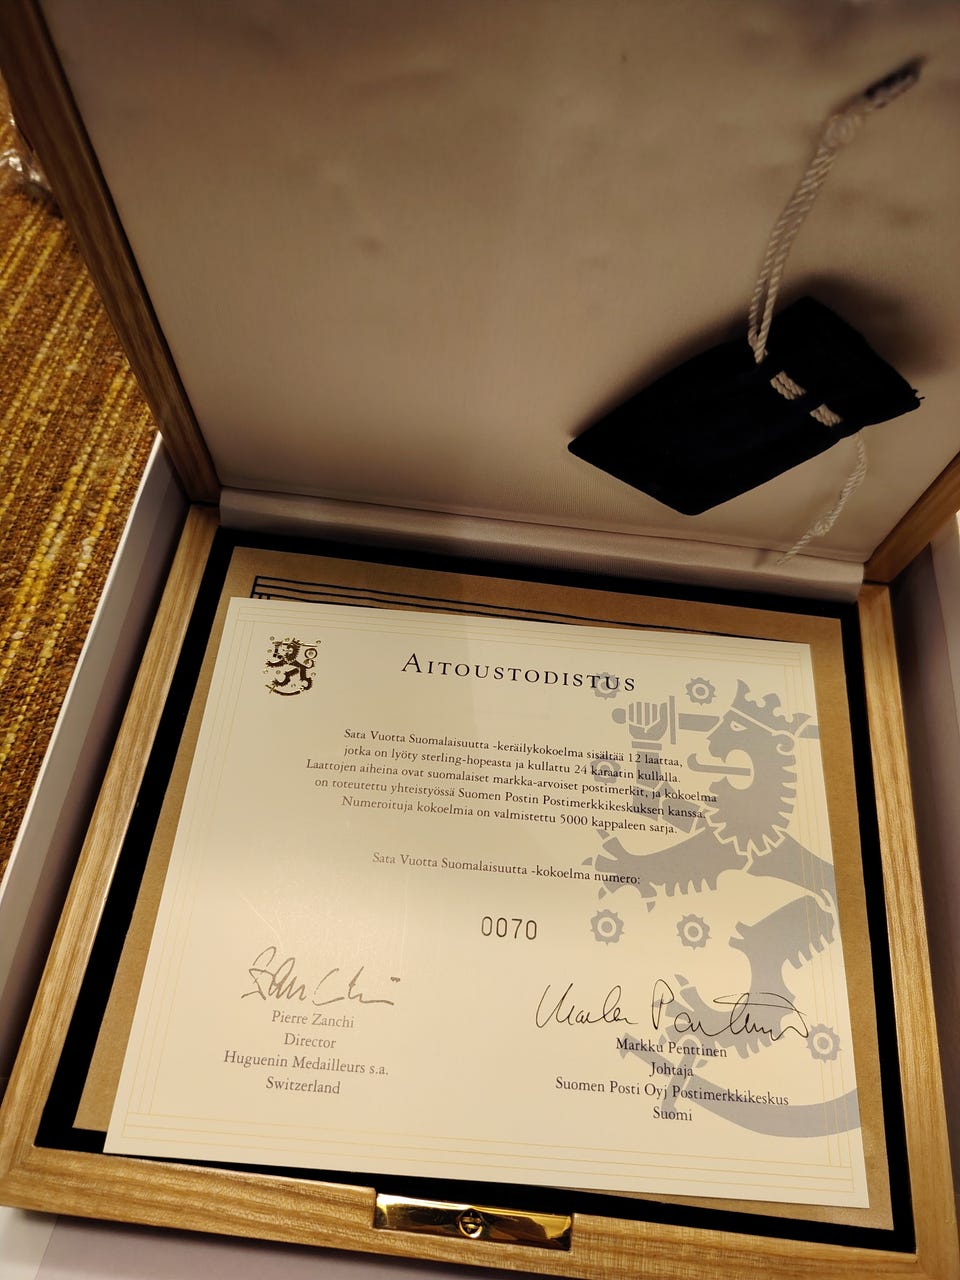 AITOUSTODISTUS
Sata Vuotta Suomalaisuutta -keräilykokoelma sisältää 12 laattaa,
jotka on lyöty sterling-hopeasta ja kullattu 24 karaatin kullalla.
Laattojen aiheina ovat suomalaiset markka-arvoiset postimerkit, ja kokoelma
on toteutettu yhteistyössä Suomen Postin Postimerkkikeskuksen kanssa.
Numeroituja kokoelmia on valmistettu 5000 kappaleen sarja.
Sata Vuotta Suomalaisuutta -kokoelma numero:
0070
Pierre Zanchi
Director
Huguenin Medailleurs s.a.
Switzerland
Markku Penttinen
Johtaja
Suomen Posti Oyj Postimerkkikeskus
Suomi